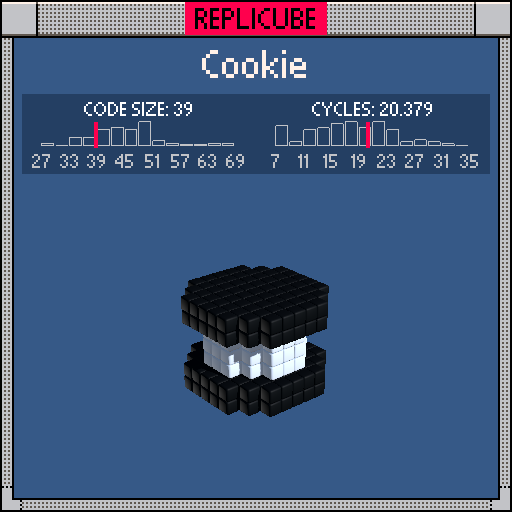 REPLICUBE
Cookie
CODE SIZE: 39
CYCLES: 20.379
27 33 39 45 51 57 63 69
7 11 15 19 23 27 31 35